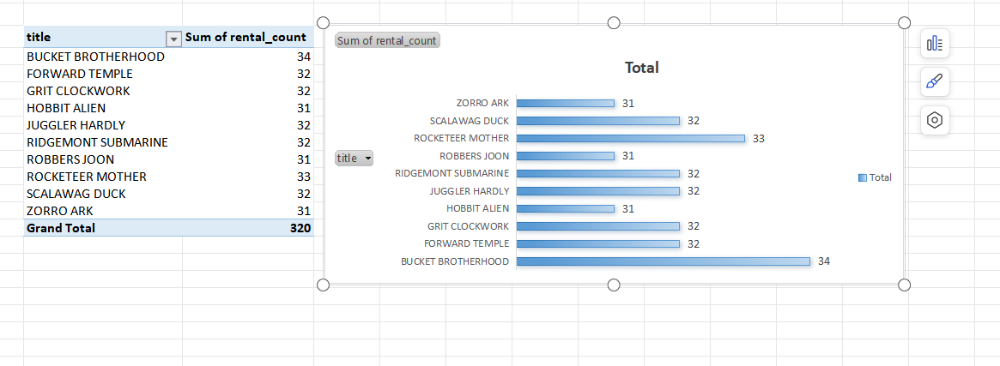 title Sum of rental_count
BUCKET BROTHERHOOD 34
FORWARD TEMPLE 32
GRIT CLOCKWORK 32
HOBBIT ALIEN 31
JUGGLER HARDLY 32
RIDGEMONT SUBMARINE 32
ROBBERS JOON 31
ROCKETEER MOTHER 33
SCALAWAG DUCK 32
ZORRO ARK 31
Grand Total 320
Sum of rental_count
Total
ZORRO ARK 31
SCALAWAG DUCK 32
ROCKETEER MOTHER 33
ROBBERS JOON 31
RIDGEMONT SUBMARINE 32
JUGGLER HARDLY 32
HOBBIT ALIEN 31
GRIT CLOCKWORK 32
FORWARD TEMPLE 32
BUCKET BROTHERHOOD 34
title
Total